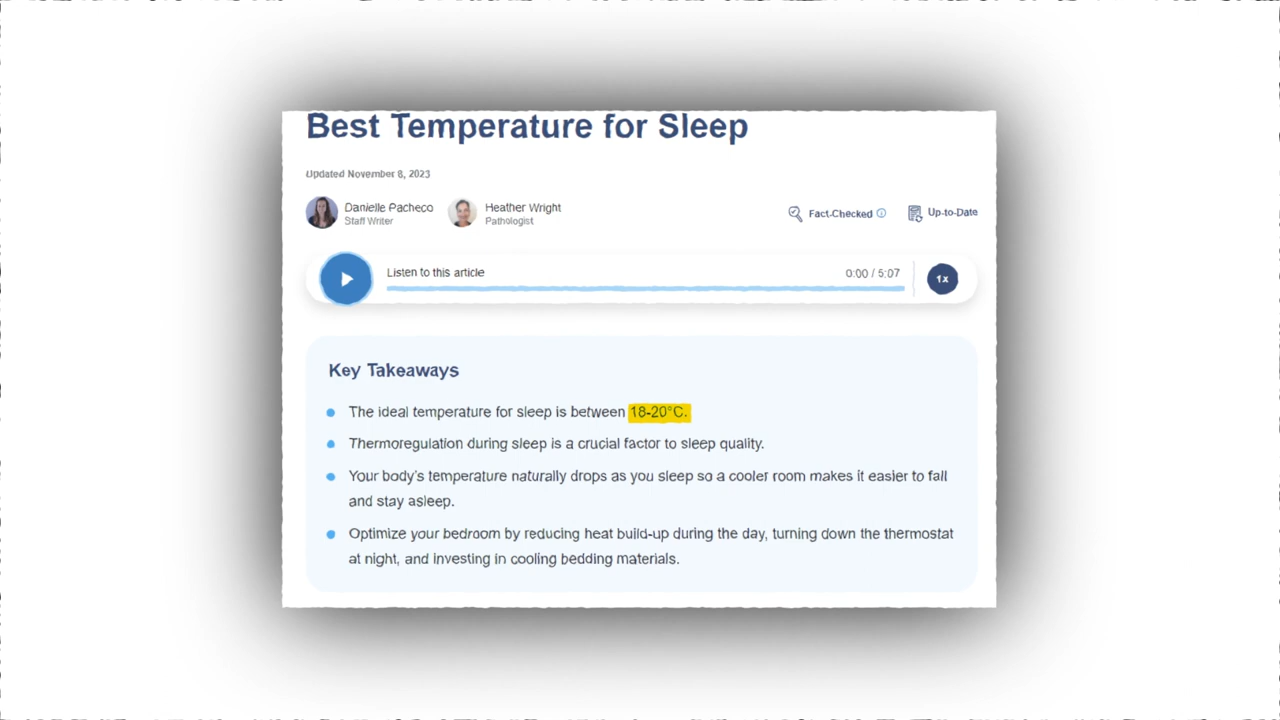 Best Temperature for Sleep
Updated November 8, 2023
Danielle Pacheco
Staff Writer
Heather Wright
Pathologist
Fact-Checked
Up-to-Date
Listen to this article
0:00 / 5:07
1x
Key Takeaways
The ideal temperature for sleep is between 18-20°C.
Thermoregulation during sleep is a crucial factor to sleep quality.
Your body's temperature naturally drops as you sleep so a cooler room makes it easier to fall
and stay asleep.
Optimize your bedroom by reducing heat build-up during the day, turning down the thermostat
at night, and investing in cooling bedding materials.